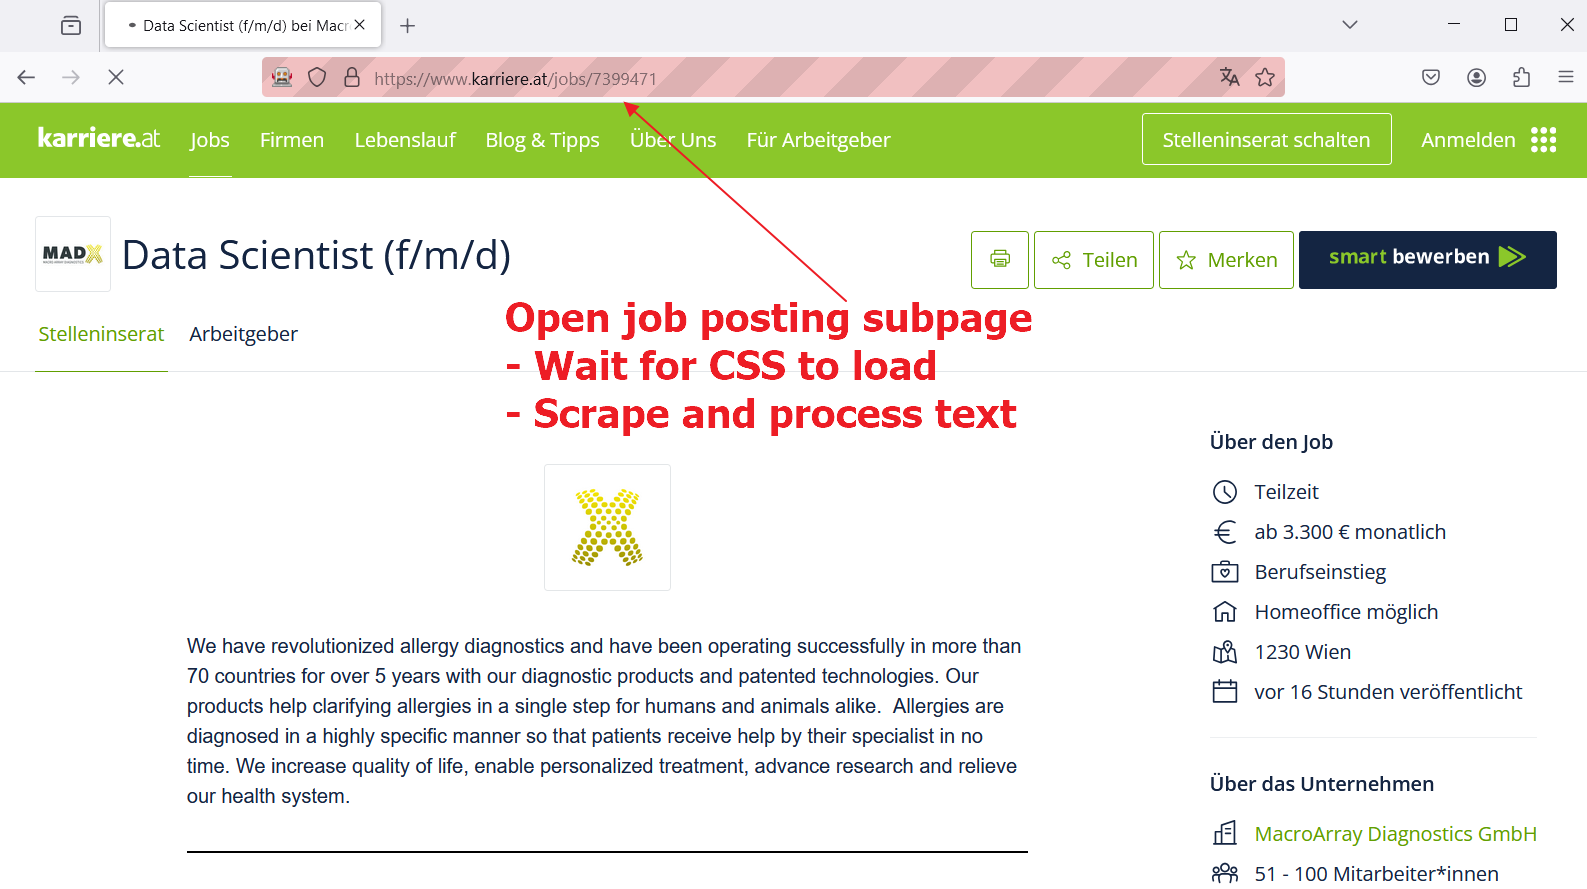 Data Scientist (f/m/d) bei Macr
https://www.karriere.at/jobs/7399471
karriere.at Jobs Firmen Lebenslauf Blog & Tipps Über Uns Für Arbeitgeber Stelleninserat schalten Anmelden
MADX Data Scientist (f/m/d)
Teilen Merken smart bewerben
Stelleninserat Arbeitgeber
Open job posting subpage
- Wait for CSS to load
- Scrape and process text
We have revolutionized allergy diagnostics and have been operating successfully in more than
70 countries for over 5 years with our diagnostic products and patented technologies. Our
products help clarifying allergies in a single step for humans and animals alike.  Allergies are
diagnosed in a highly specific manner so that patients receive help by their specialist in no
time. We increase quality of life, enable personalized treatment, advance research and relieve
our health system.
Über den Job
Teilzeit
ab 3.300 € monatlich
Berufseinstieg
Homeoffice möglich
1230 Wien
vor 16 Stunden veröffentlicht
Über das Unternehmen
MacroArray Diagnostics GmbH
51 - 100 Mitarbeiter*innen